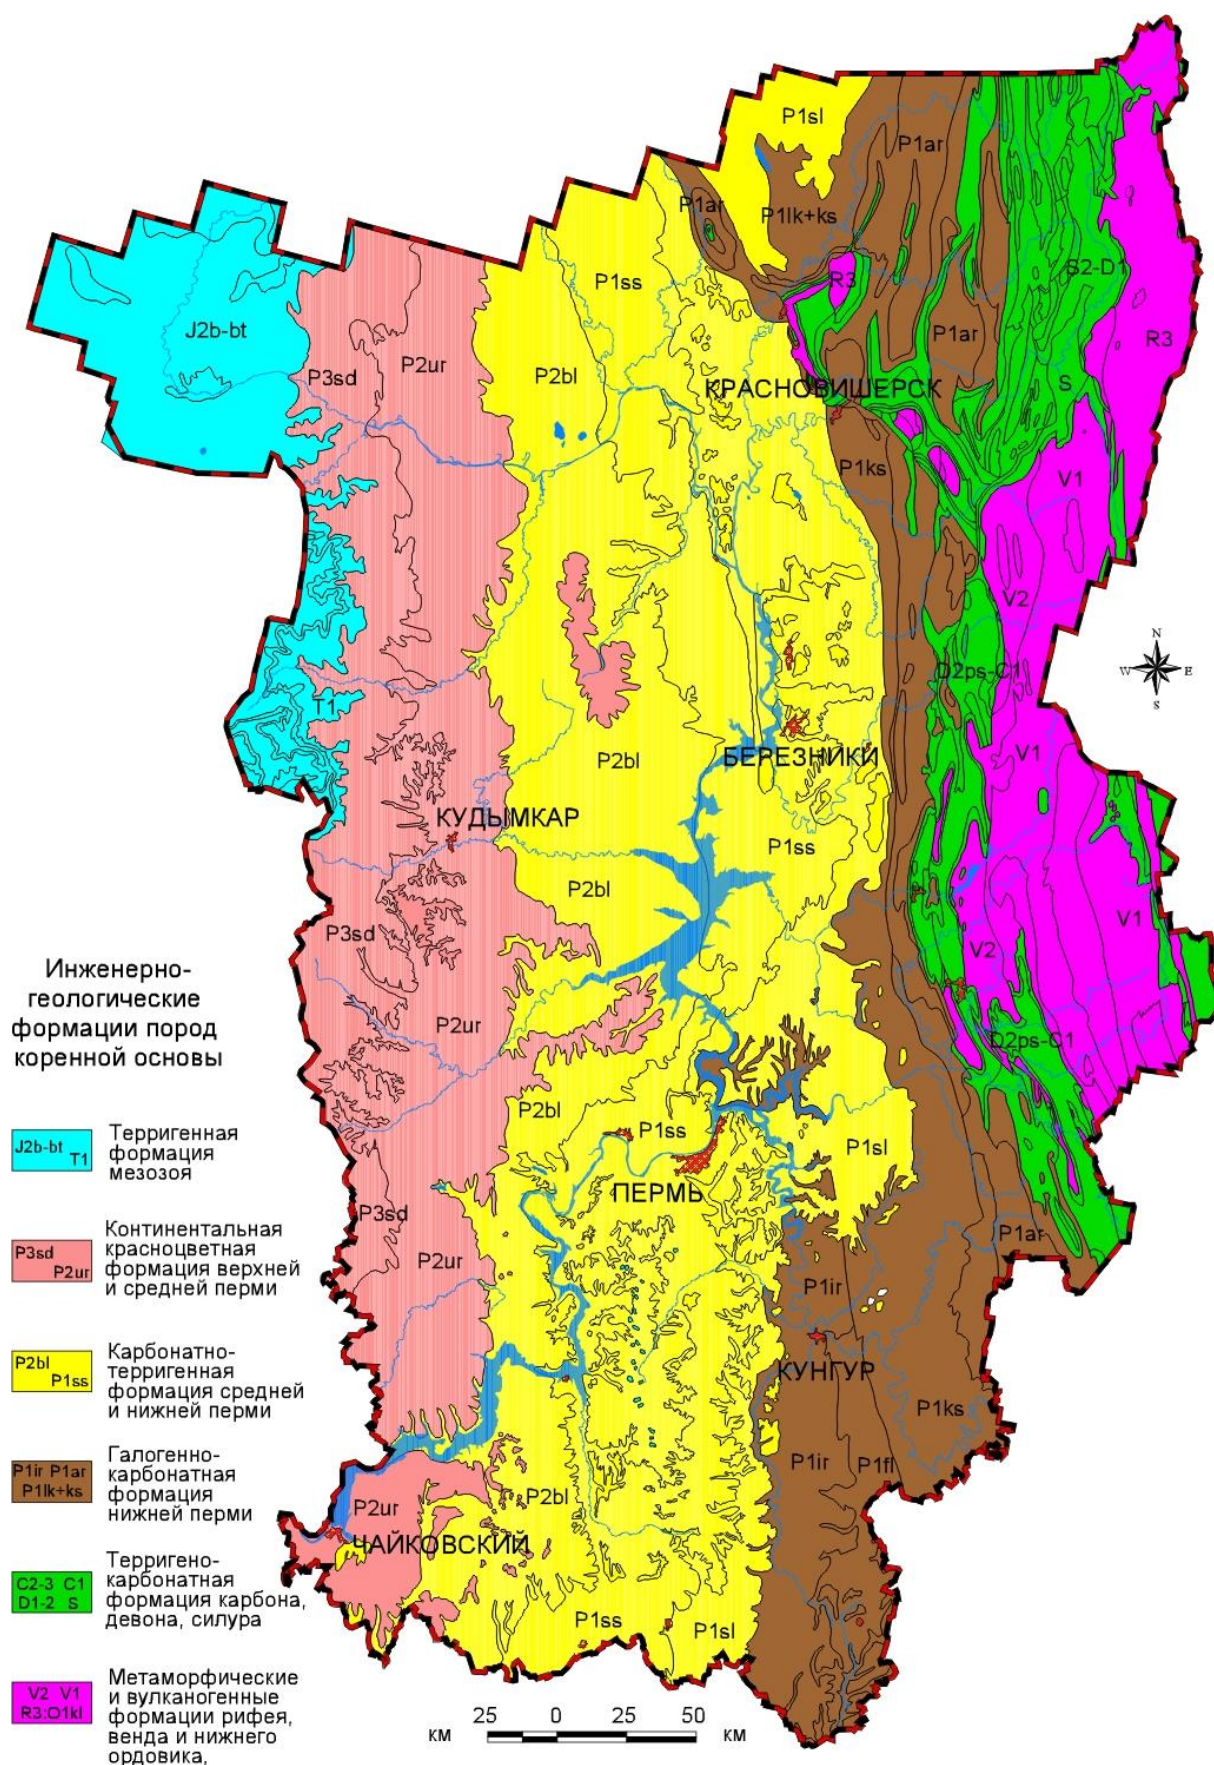 P1sl
P1ar
P1ar
P1lk+ks
S2-D1
P1ss
R3
J2b-bt
P1ar
R3
P2ur
P3sd
P2bl
КРАСНОВИШЕРСК
S
P1ks
V1
V2
D2ps-C1
T1
N
W
E
S
V1
P2bl
БЕРЕЗНИКИ
КУДЫМКАР
P1ss
P2bl
V1
P3sd
V2
P2ur
D2ps-C1
P2bl
P1ss
P1sl
ПЕРМЬ
P3sd
P2ur
P1ar
P1ir
КУНГУР
P1ks
P1ir
P1fl
P2bl
P2ur
ЧАЙКОВСКИЙ
P1ss
P1sl
Инженерно-
геологические
формации пород
коренной основы
J2b-bt
T1
Терригенная
формация
мезозоя
P3sd
P2ur
Континентальная
красноцветная
формация верхней
и средней перми
P2bl
P1ss
Карбонатно-
терригенная
формация средней
и нижней перми
P1ir P1ar
P1lk+ks
Галогенно-
карбонатная
формация
нижней перми
C2-3 C1
D1-2 S
Терригено-
карбонатная
формация карбона,
девона, силура
V2 V1
R3:O1kl
Метаморфические
и вулканогенные
формации рифея,
венда и нижнего
ордовика,
км 25 0 25 50 км